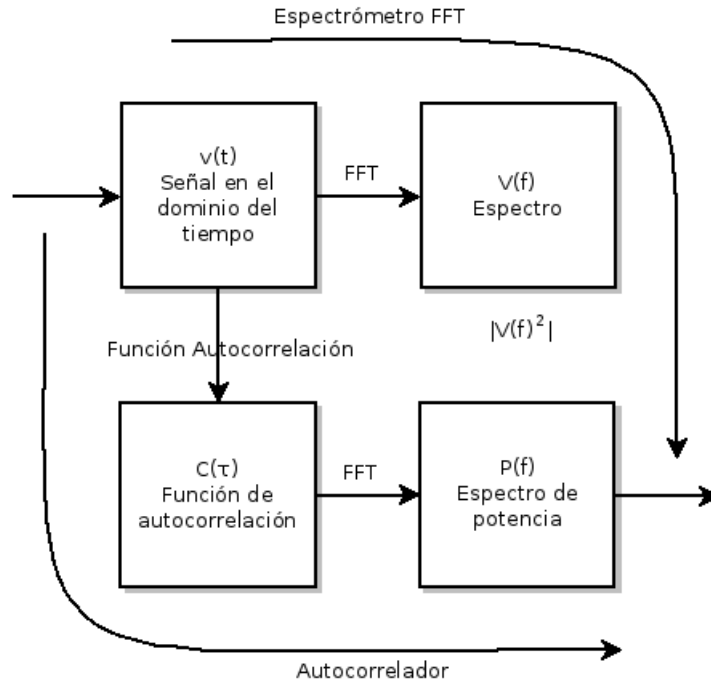 Espectrómetro FFT
v(t)
Señal en el
dominio del
tiempo
FFT
V(f)
Espectro
|V(f)²|
Función Autocorrelación
C(τ)
Función de
autocorrelación
FFT
P(f)
Espectro de
potencia
Autocorrelador